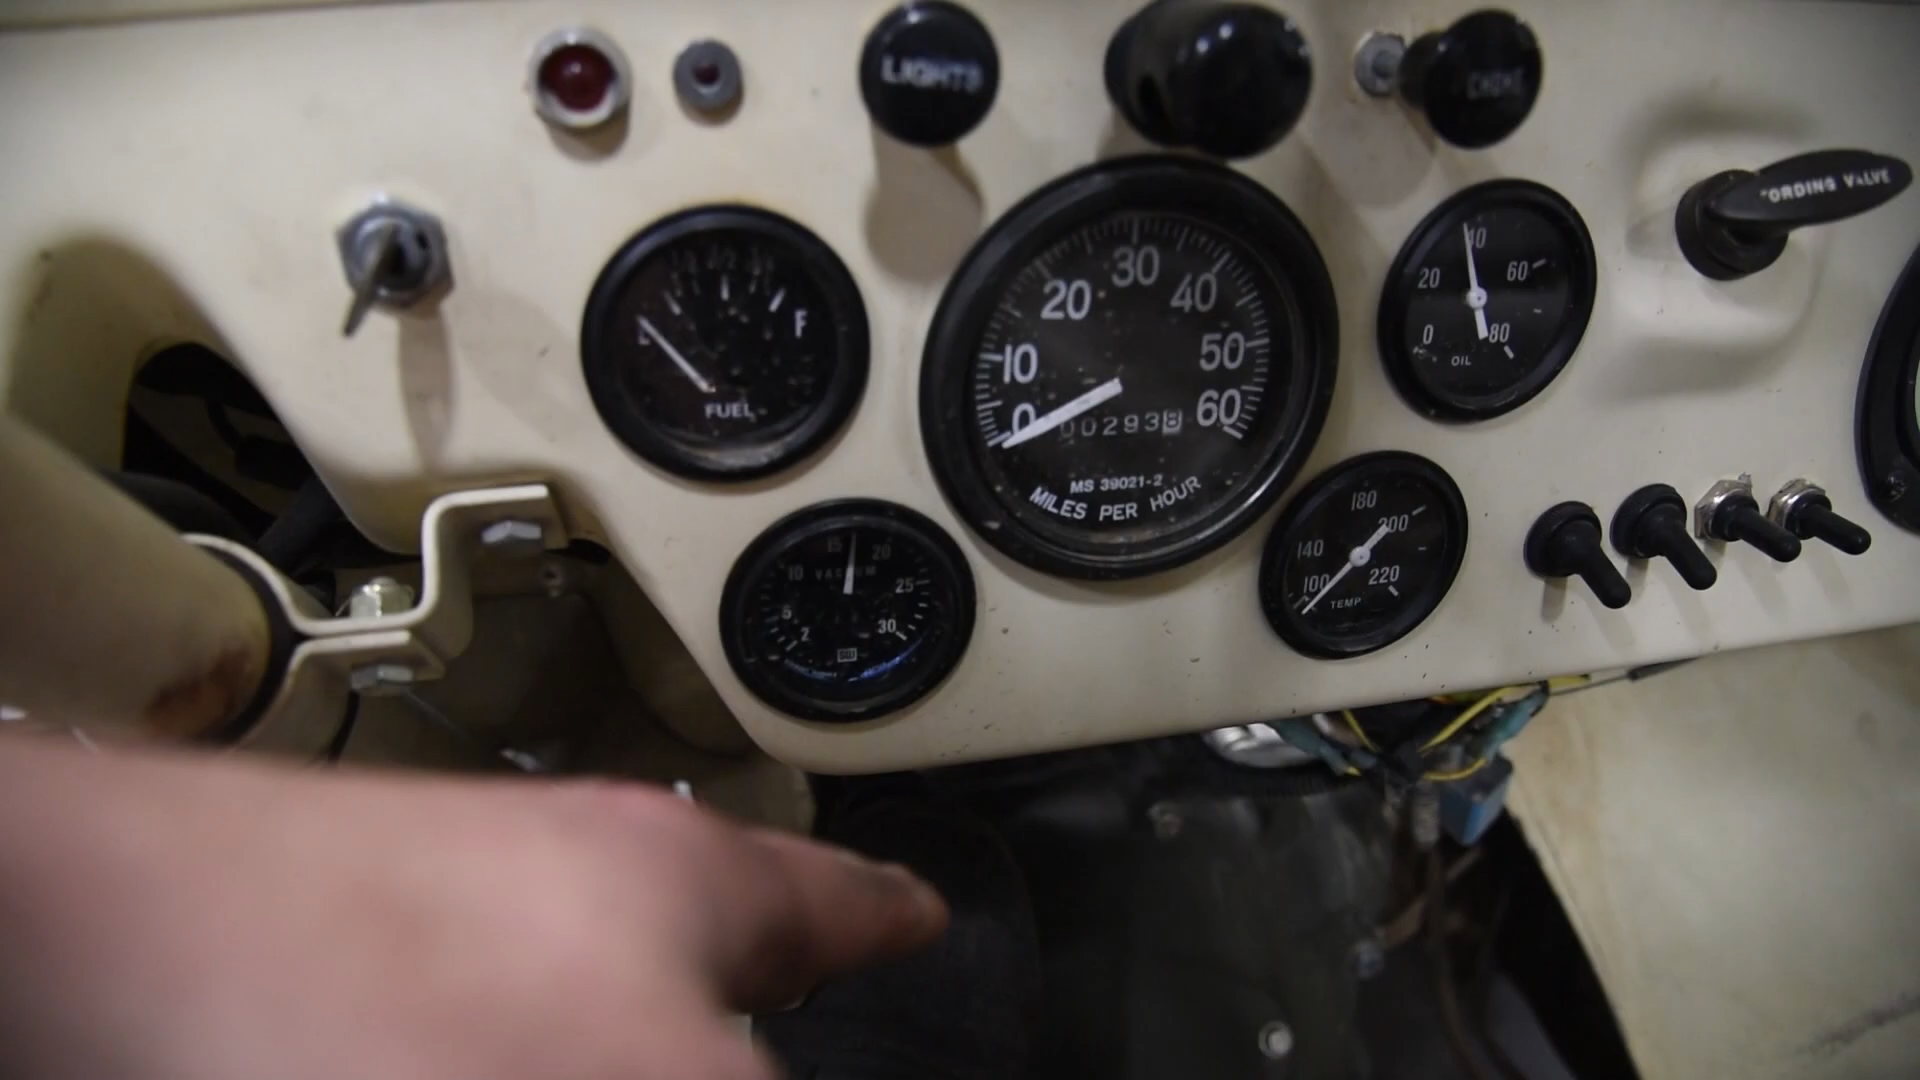 LIGHTS
CHOKE
FORDING VALVE
F
FUEL
0 10 20 30 40 50 60
002938
MS 39021-2
MILES PER HOUR
0 20 40 60 80
OIL
2 5 10 15 20 25 30
VACUUM
SW
100 140 180 200 220
TEMP